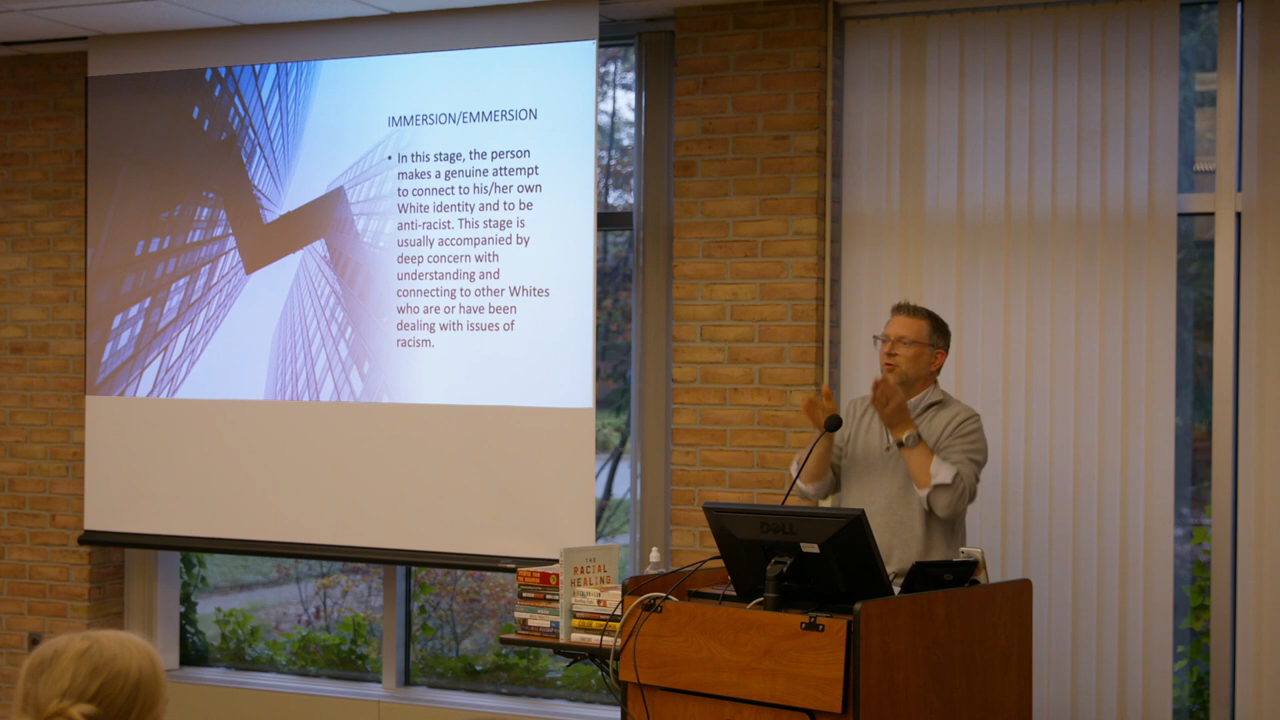 IMMERSION/EMMERSION
• In this stage, the person
makes a genuine attempt
to connect to his/her own
White identity and to be
anti-racist. This stage is
usually accompanied by
deep concern with
understanding and
connecting to other Whites
who are or have been
dealing with issues of
racism.
DELL
THE
RACIAL
HEALING